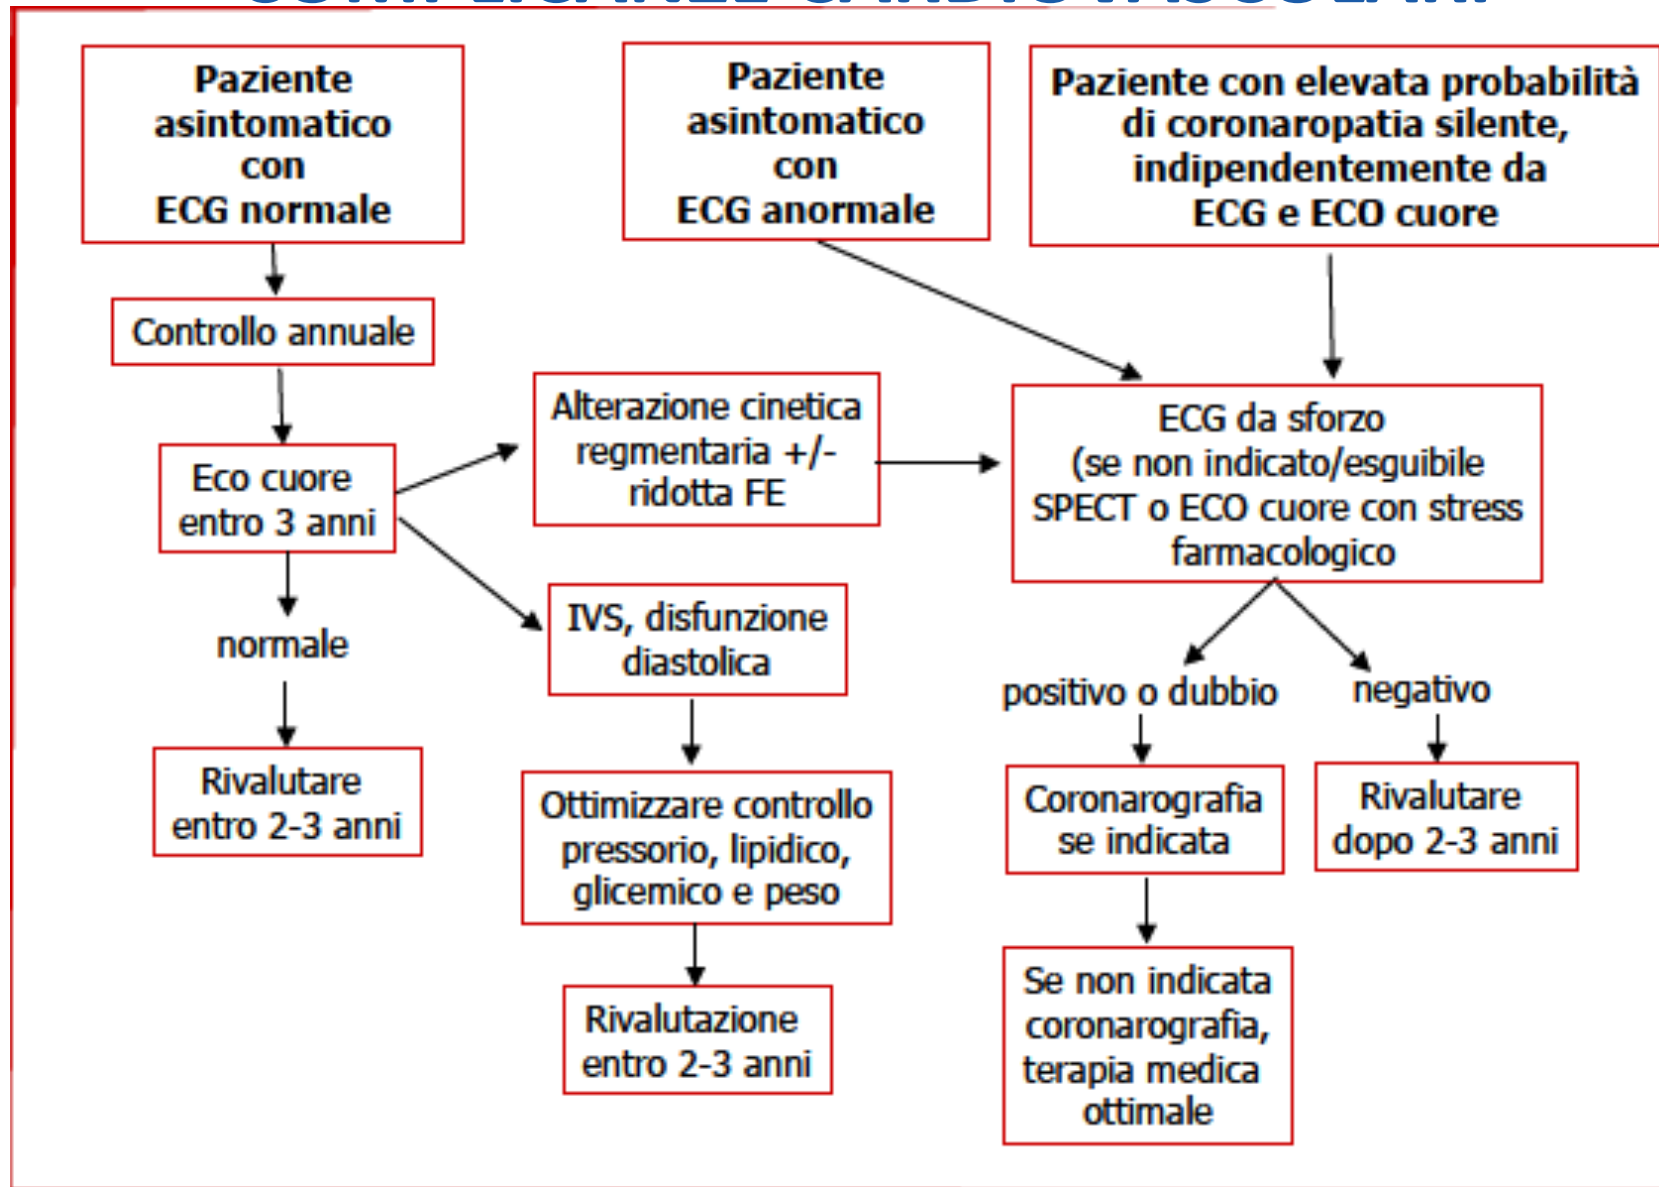 COMPLICANZE CARDIOVASCOLARI
Paziente
asintomatico
con
ECG normale
Paziente
asintomatico
con
ECG anormale
Paziente con elevata probabilità
di coronaropatia silente,
indipendentemente da
ECG e ECO cuore
Controllo annuale
Eco cuore
entro 3 anni
Alterazione cinetica
regmentaria +/-
ridotta FE
ECG da sforzo
(se non indicato/esguibile
SPECT o ECO cuore con stress
farmacologico
normale
IVS, disfunzione
diastolica
positivo o dubbio
negativo
Rivalutare
entro 2-3 anni
Ottimizzare controllo
pressorio, lipidico,
glicemico e peso
Coronarografia
se indicata
Rivalutare
dopo 2-3 anni
Rivalutazione
entro 2-3 anni
Se non indicata
coronarografia,
terapia medica
ottimale